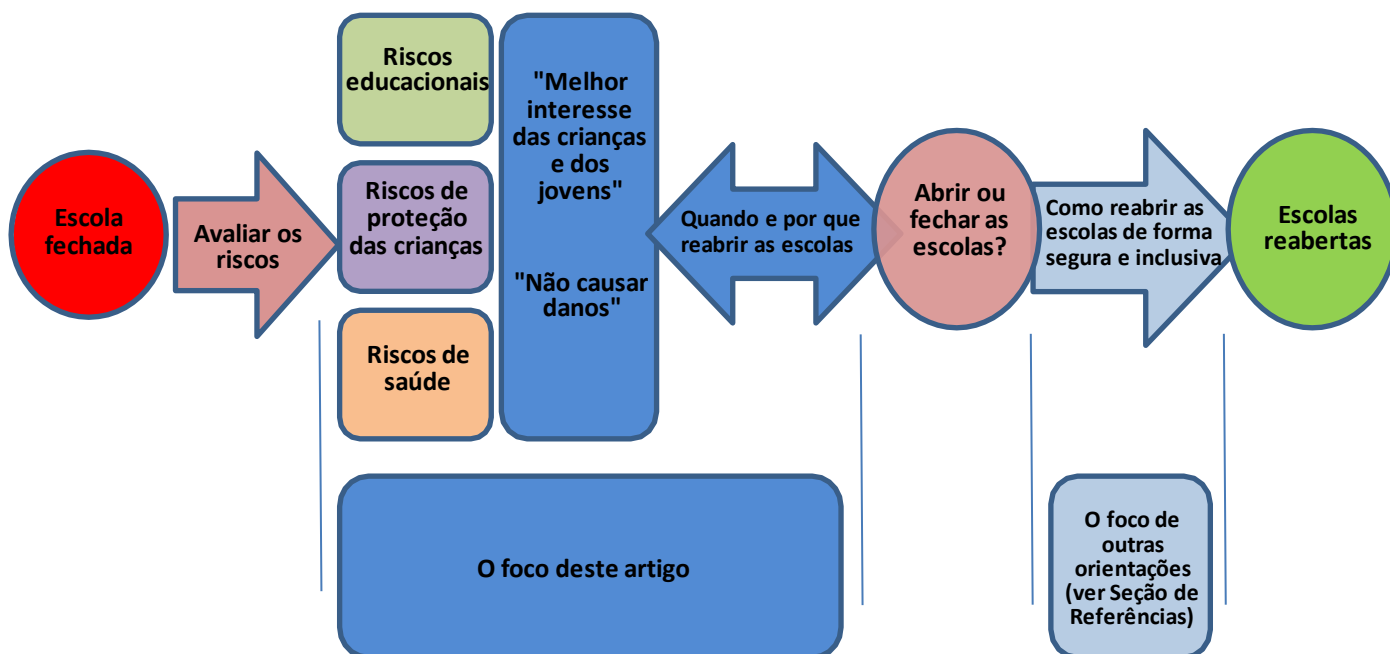 Escola
fechada
Avaliar os
riscos
Riscos
educacionais
Riscos de
proteção
das crianças
Riscos de
saúde
"Melhor
interesse
das crianças
e dos
jovens"
"Não causar
danos"
Quando e por que
reabrir as escolas
Abrir ou
fechar as
escolas?
Como reabrir as
escolas de forma
segura e inclusiva
Escolas
reabertas
O foco deste artigo
O foco de
outras
orientações
(ver Seção de
Referências)